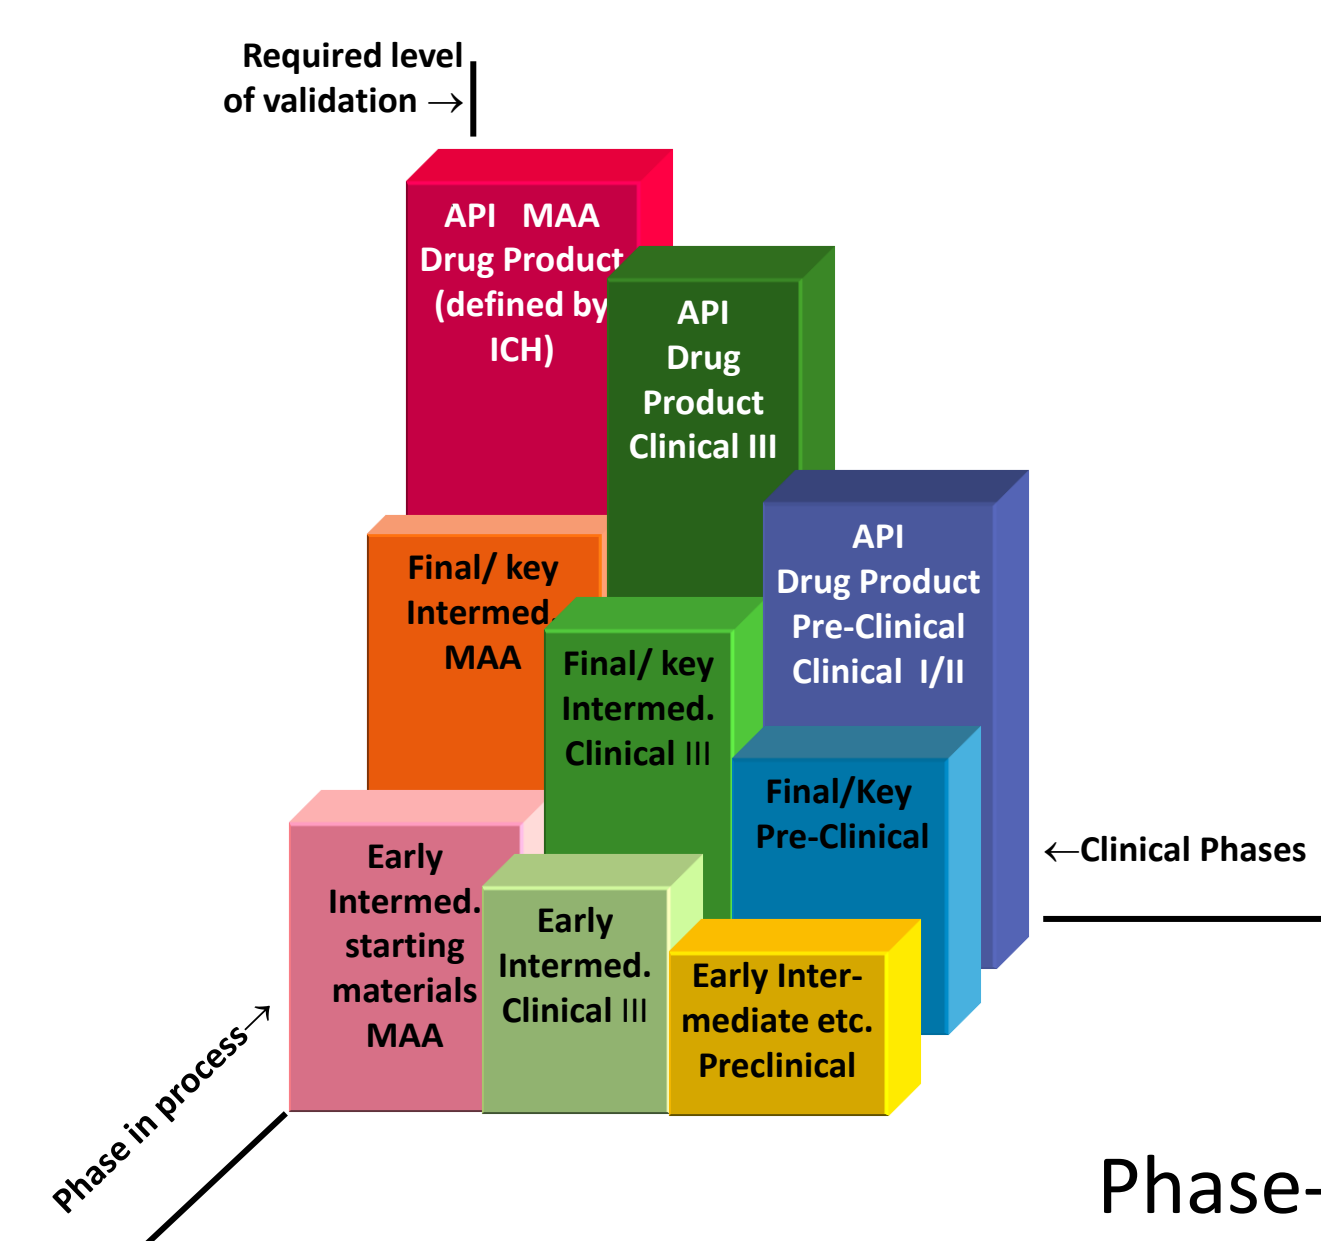 Required level
of validation →
API MAA
Drug Product
(defined by
ICH)
API
Drug
Product
Clinical III
API
Drug Product
Pre-Clinical
Clinical I/II
Final/ key
Intermed.
MAA
Final/ key
Intermed.
Clinical III
Final/Key
Pre-Clinical
←Clinical Phases
Early
Intermed.
starting
materials
MAA
Early
Intermed.
Clinical III
Early Inter-
mediate etc.
Preclinical
Phase in process→
Phase-